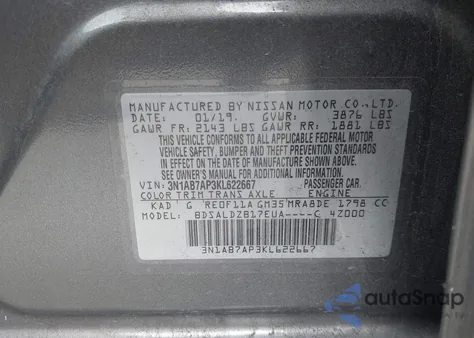 MANUFACTURED BY NISSAN MOTOR CO., LTD.
DATE: 01/19. GVWR: 3876 LBS
GAWR FR: 2143 LBS GAWR RR: 1881 LBS
THIS VEHICLE CONFORMS TO ALL APPLICABLE FEDERAL MOTOR
VEHICLE SAFETY, BUMPER AND THEFT PREVENTION STANDARDS
IN EFFECT ON THE DATE OF MANUFACTURE SHOWN ABOVE.
SEE OWNER'S MANUAL FOR ADDITIONAL INFORMATION
VIN: 3N1AB7AP3KL622667 PASSENGER CAR.
COLOR TRIM TRANS AXLE ENGINE
KAD G RE0F11A GM35 MRA8DE 1798 CC
MODEL: BDSALDZB17EUA----C 4Z000
3N1AB7AP3KL622667
autoSnap